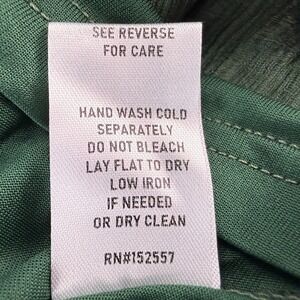 SEE REVERSE
FOR CARE
HAND WASH COLD
SEPARATELY
DO NOT BLEACH
LAY FLAT TO DRY
LOW IRON
IF NEEDED
OR DRY CLEAN
RN#152557